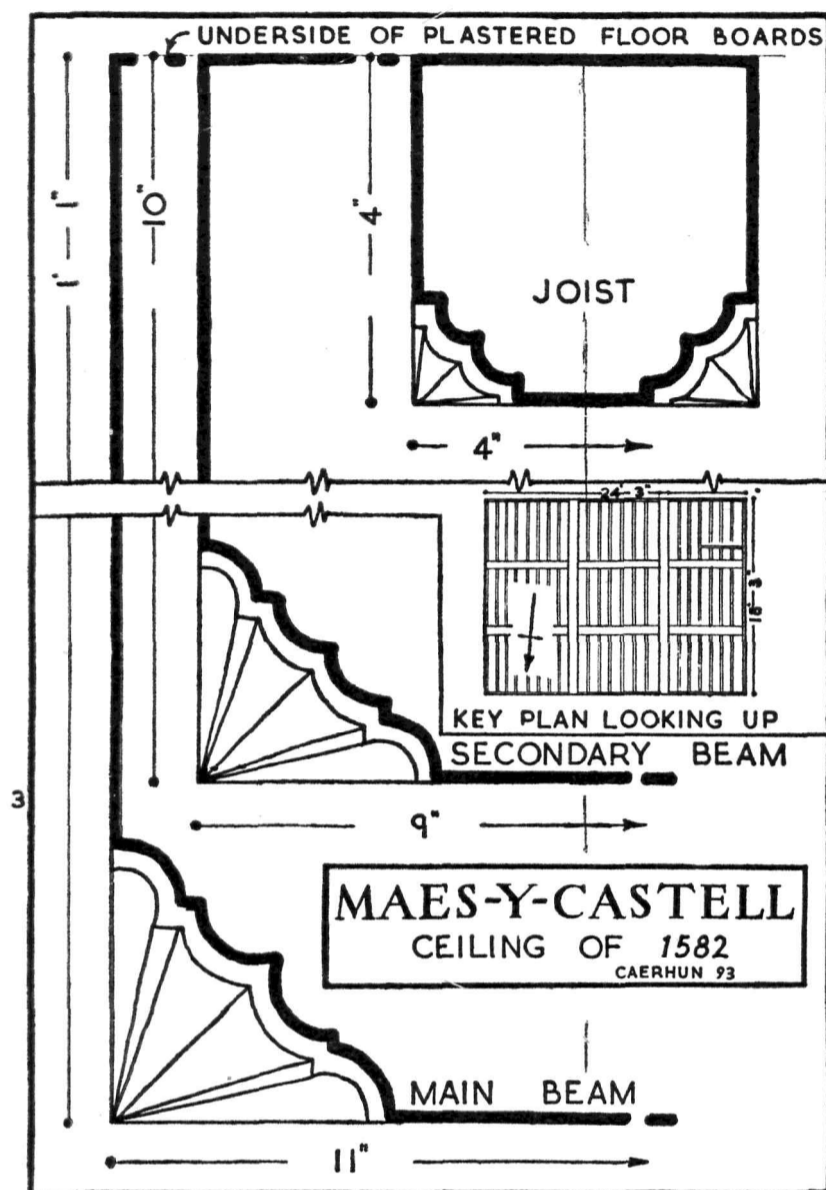 UNDERSIDE OF PLASTERED FLOOR BOARDS
1' 1"
10"
4"
JOIST
4"
24' 3"
18' 3"
KEY PLAN LOOKING UP
SECONDARY BEAM
3
9"
MAES-Y-CASTELL
CEILING OF 1582
CAERHUN 93
MAIN BEAM
11"